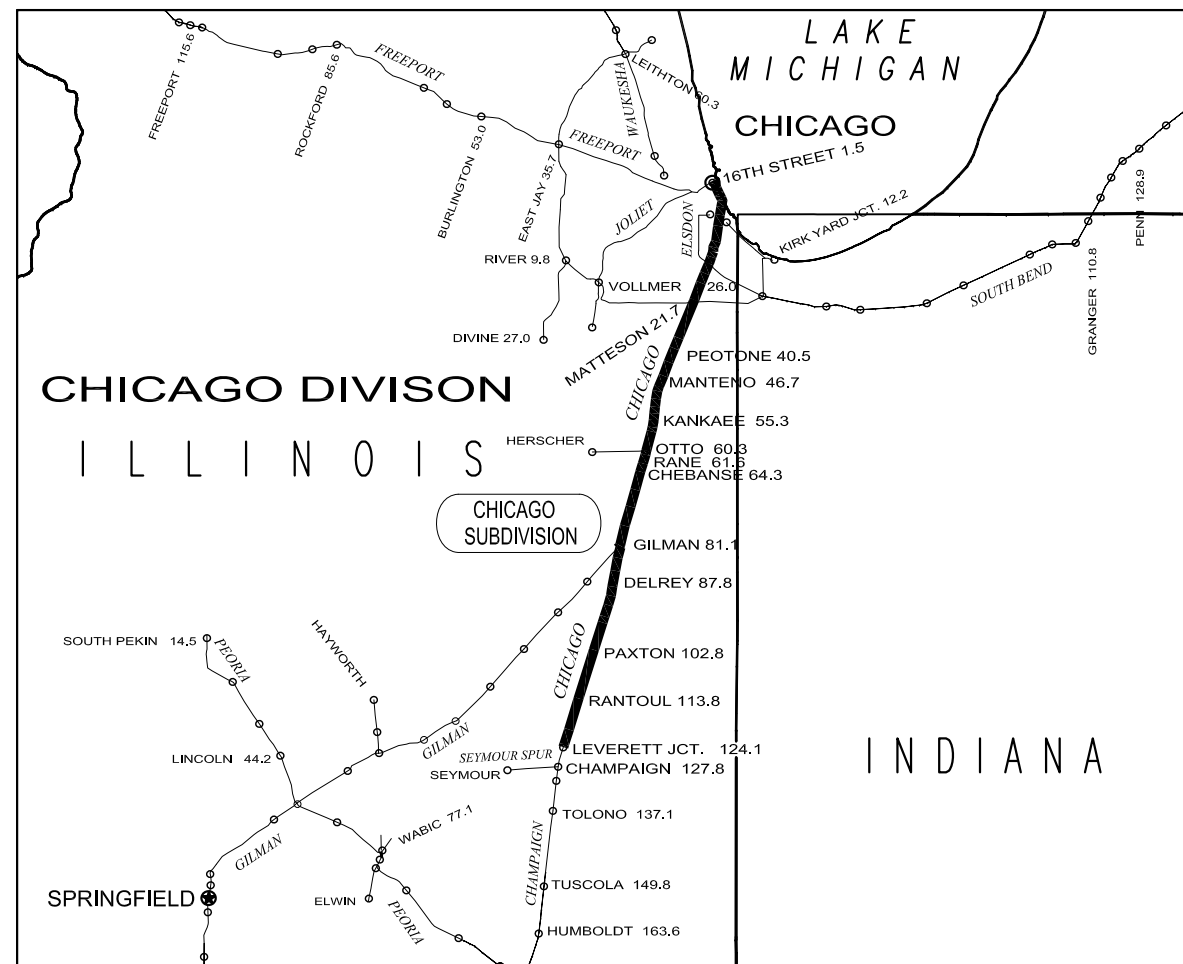 LAKE
MICHIGAN
CHICAGO
FREEPORT 115.6
ROCKFORD 85.6
FREEPORT
BURLINGTON 53.0
EAST JAY 35.7
FREEPORT
WAUKESHA
LEITHTON 60.3
16TH STREET 1.5
JOLIET
ELSDON
KIRK YARD JCT. 12.2
PENN 128.9
GRANGER 110.8
SOUTH BEND
RIVER 9.8
VOLLMER 26.0
DIVINE 27.0
MATTESON 21.7
PEOTONE 40.5
CHICAGO
MANTENO 46.7
CHICAGO DIVISON
KANKAEE 55.3
ILLINOIS
HERSCHER
OTTO 60.3
RANE 61.6
CHEBANSE 64.3
CHICAGO
SUBDIVISION
GILMAN 81.1
DELREY 87.8
SOUTH PEKIN 14.5
PEORIA
HAYWORTH
CHICAGO
PAXTON 102.8
RANTOUL 113.8
GILMAN
LINCOLN 44.2
SEYMOUR SPUR
LEVERETT JCT. 124.1
SEYMOUR
CHAMPAIGN 127.8
INDIANA
TOLONO 137.1
WABIC 77.1
GILMAN
CHAMPAIGN
TUSCOLA 149.8
SPRINGFIELD
ELWIN
PEORIA
HUMBOLDT 163.6